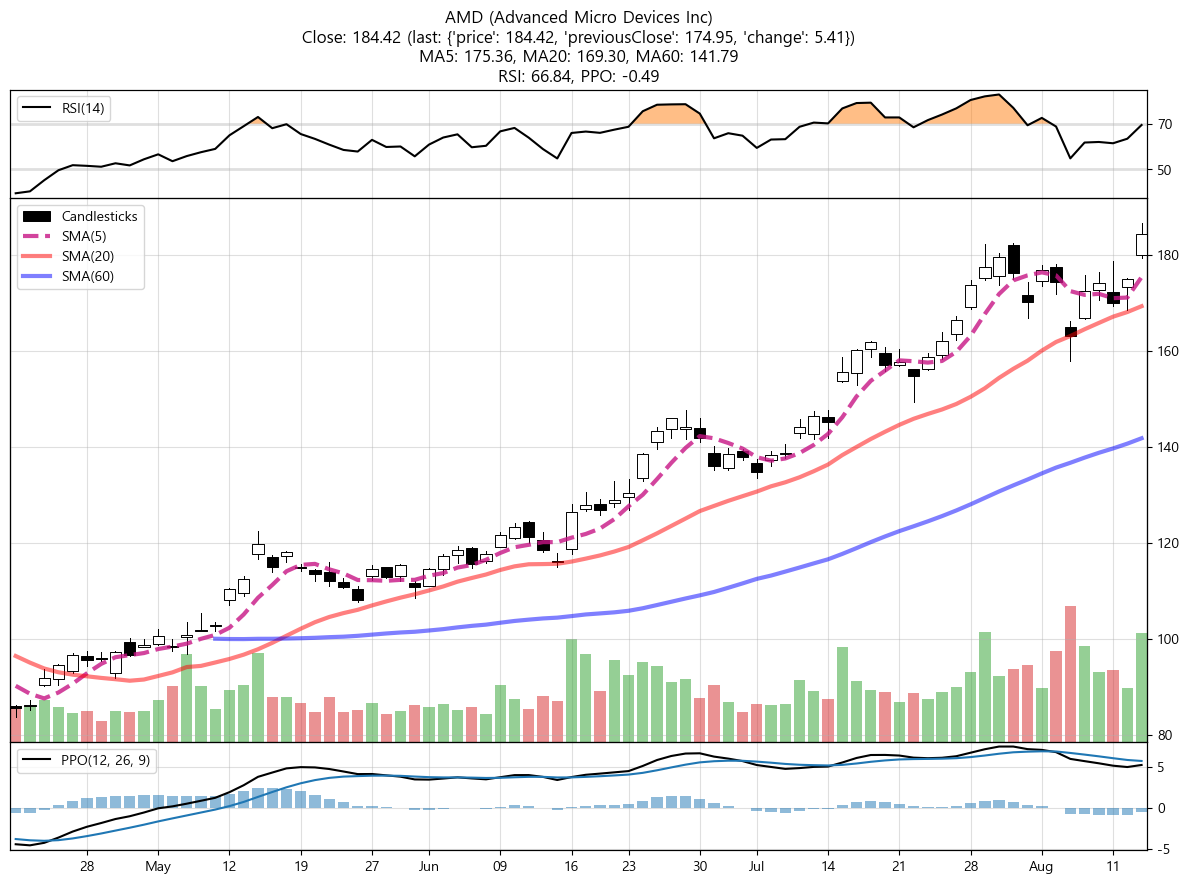 AMD (Advanced Micro Devices Inc)
Close: 184.42 (last: {'price': 184.42, 'previousClose': 174.95, 'change': 5.41})
MA5: 175.36, MA20: 169.30, MA60: 141.79
RSI: 66.84, PPO: -0.49
RSI(14)
70
50
Candlesticks
SMA(5)
SMA(20)
SMA(60)
180
160
140
120
100
80
PPO(12, 26, 9)
5
0
-5
28 May 12 19 27 Jun 09 16 23 30 Jul 14 21 28 Aug 11